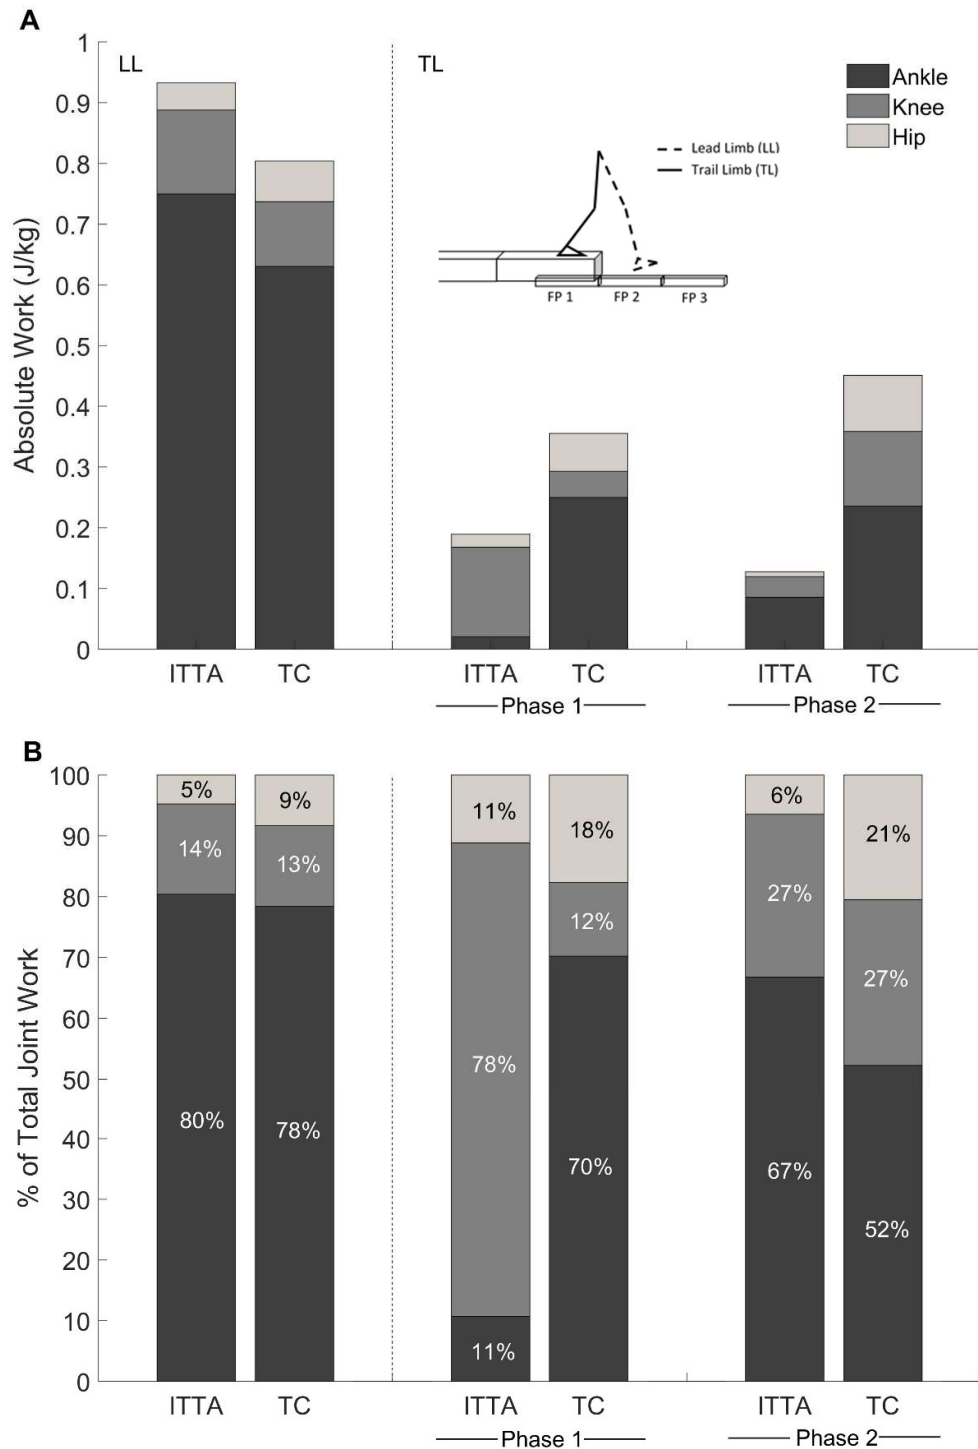 A
1
LL
TL
Ankle
0.9
Knee
Hip
0.8
Lead Limb (LL)
Trail Limb (TL)
0.7
0.6
FP 1 FP 2 FP 3
0.5
0.4
0.3
0.2
0.1
0
Absolute Work (J/kg)
ITTA TC ITTA TC ITTA TC
Phase 1 Phase 2
B
100
5% 9% 11% 18% 6% 21%
90
14% 13% 12% 27% 27%
80
70
60
50
78%
40
80% 78% 70% 67% 52%
30
20
10
11%
0
% of Total Joint Work
ITTA TC ITTA TC ITTA TC
Phase 1 Phase 2